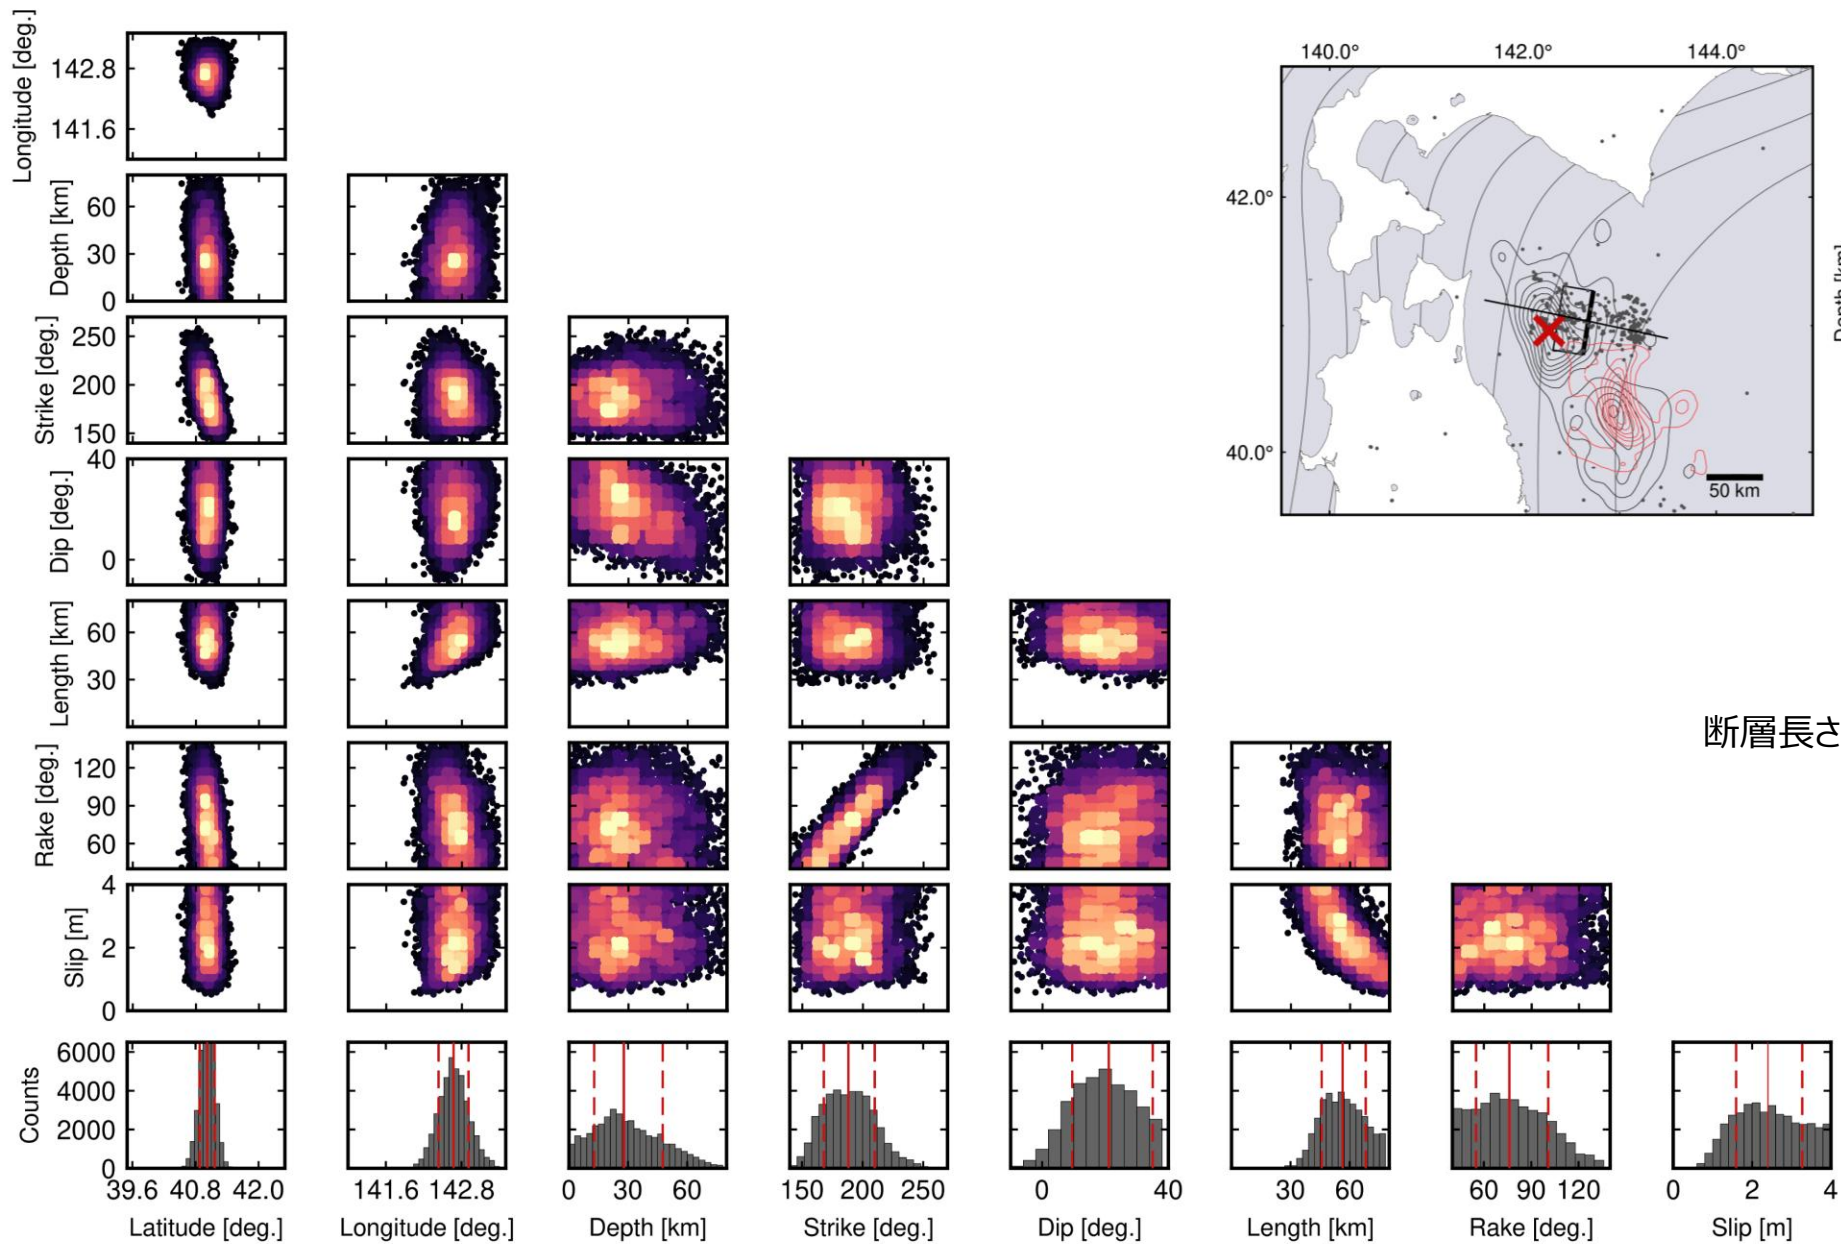 140.0° 142.0° 144.0°
Longitude [deg.]
142.8
141.6
42.0°
40.0°
50 km
Depth [km]
Depth [km]
60
30
0
Strike [deg.]
250
200
150
Dip [deg.]
40
0
Length [km]
60
30
断層長さ
Rake [deg.]
120
90
60
Slip [m]
4
2
0
Counts
6000
4000
2000
0
39.6 40.8 42.0 141.6 142.8 0 30 60 150 200 250 0 40 30 60 60 90 120 0 2 4
Latitude [deg.] Longitude [deg.] Depth [km] Strike [deg.] Dip [deg.] Length [km] Rake [deg.] Slip [m]